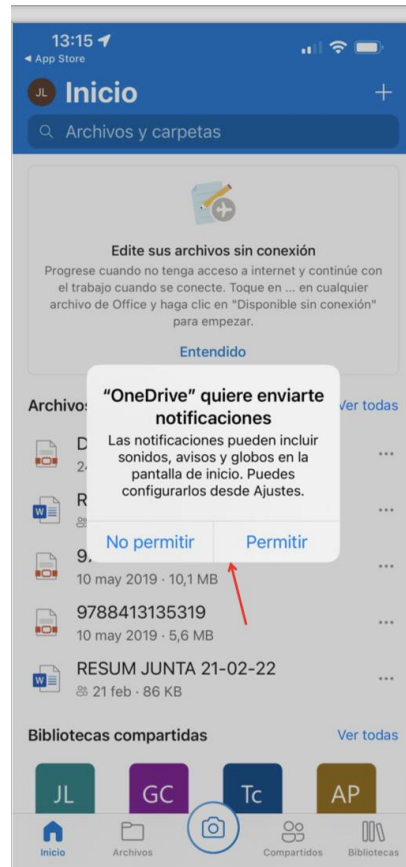 13:15
App Store
JL Inicio
Archivos y carpetas
Edite sus archivos sin conexión
Progrese cuando no tenga acceso a internet y continúe con
el trabajo cuando se conecte. Toque en ... en cualquier
archivo de Office y haga clic en "Disponible sin conexión"
para empezar.
Entendido
Archivos Ver todas
"OneDrive" quiere enviarte
notificaciones
Las notificaciones pueden incluir
sonidos, avisos y globos en la
pantalla de inicio. Puedes
configurarlos desde Ajustes.
No permitir Permitir
D
24
R
W
97
10 may 2019 · 10,1 MB
9788413135319
10 may 2019 · 5,6 MB
RESUM JUNTA 21-02-22
W
21 feb · 86 KB
Bibliotecas compartidas Ver todas
JL GC Tc AP
Inicio Archivos Compartidos Bibliotecas